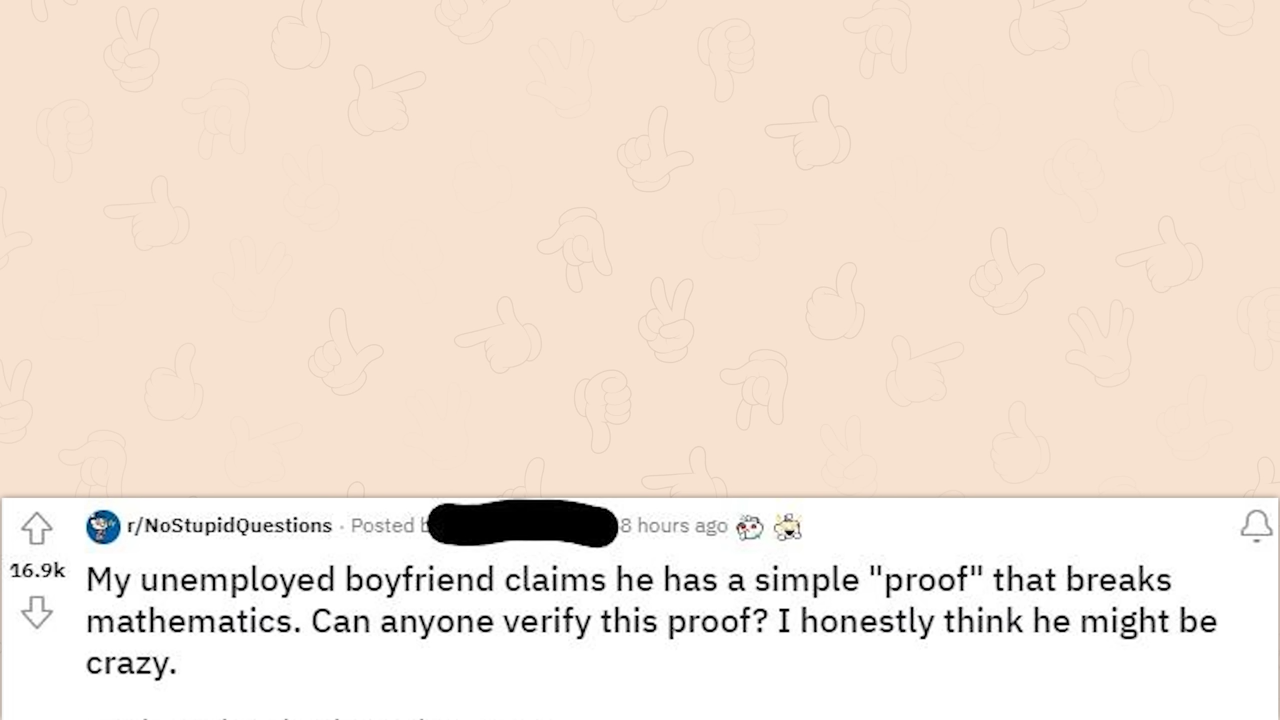 r/NoStupidQuestions · Posted 8 hours ago
16.9k
My unemployed boyfriend claims he has a simple "proof" that breaks
mathematics. Can anyone verify this proof? I honestly think he might be
crazy.